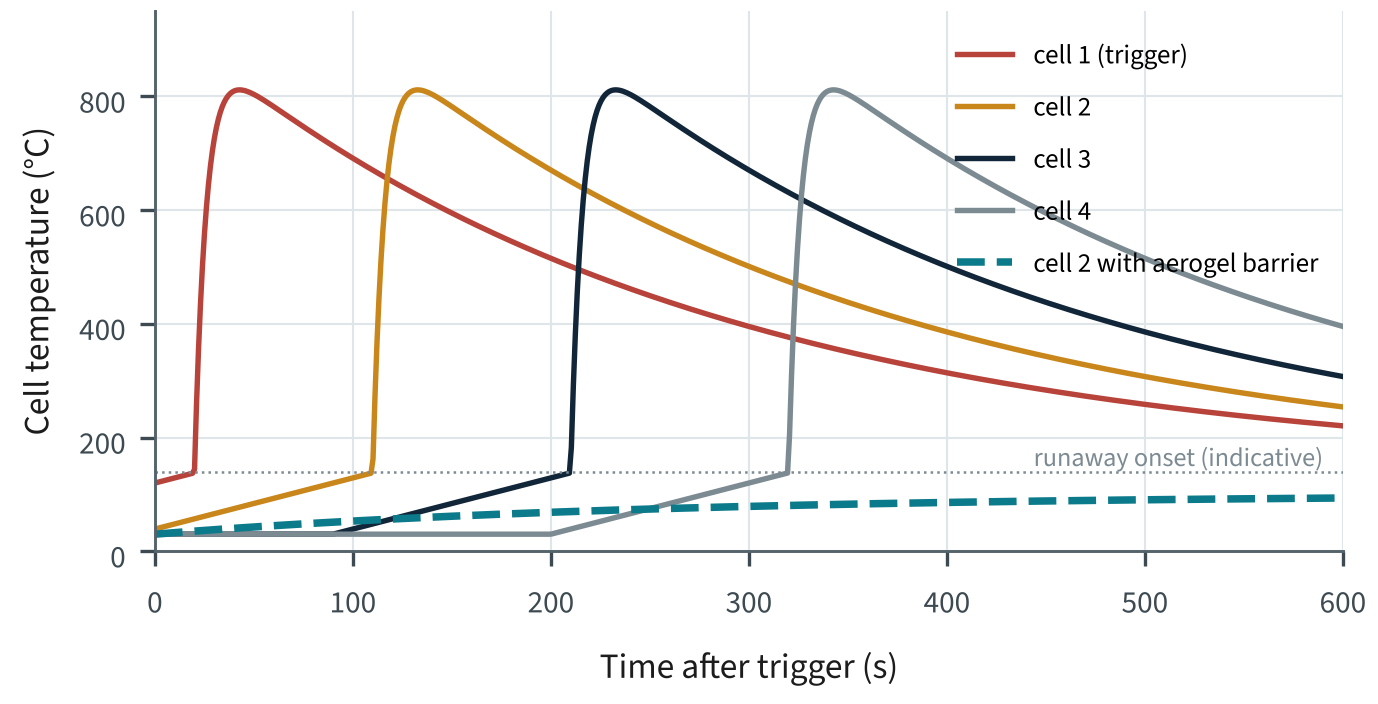 cell 1 (trigger)
cell 2
cell 3
cell 4
cell 2 with aerogel barrier
runaway onset (indicative)
Cell temperature (°C)
800
600
400
200
0
0 100 200 300 400 500 600
Time after trigger (s)